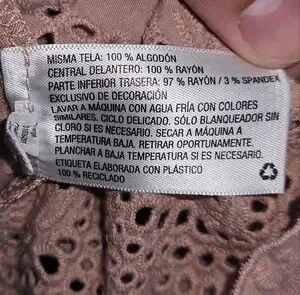 MISMA TELA: 100 % ALGODÓN
CENTRAL DELANTERO: 100 % RAYÓN
PARTE INFERIOR TRASERA: 97 % RAYÓN / 3 % SPANDEX
EXCLUSIVO DE DECORACIÓN
LAVAR A MÁQUINA CON AGUA FRÍA CON COLORES
SIMILARES. CICLO DELICADO. SÓLO BLANQUEADOR SIN
CLORO SI ES NECESARIO. SECAR A MÁQUINA A
TEMPERATURA BAJA. RETIRAR OPORTUNAMENTE.
PLANCHAR A BAJA TEMPERATURA SI ES NECESARIO.
ETIQUETA ELABORADA CON PLÁSTICO
100 % RECICLADO